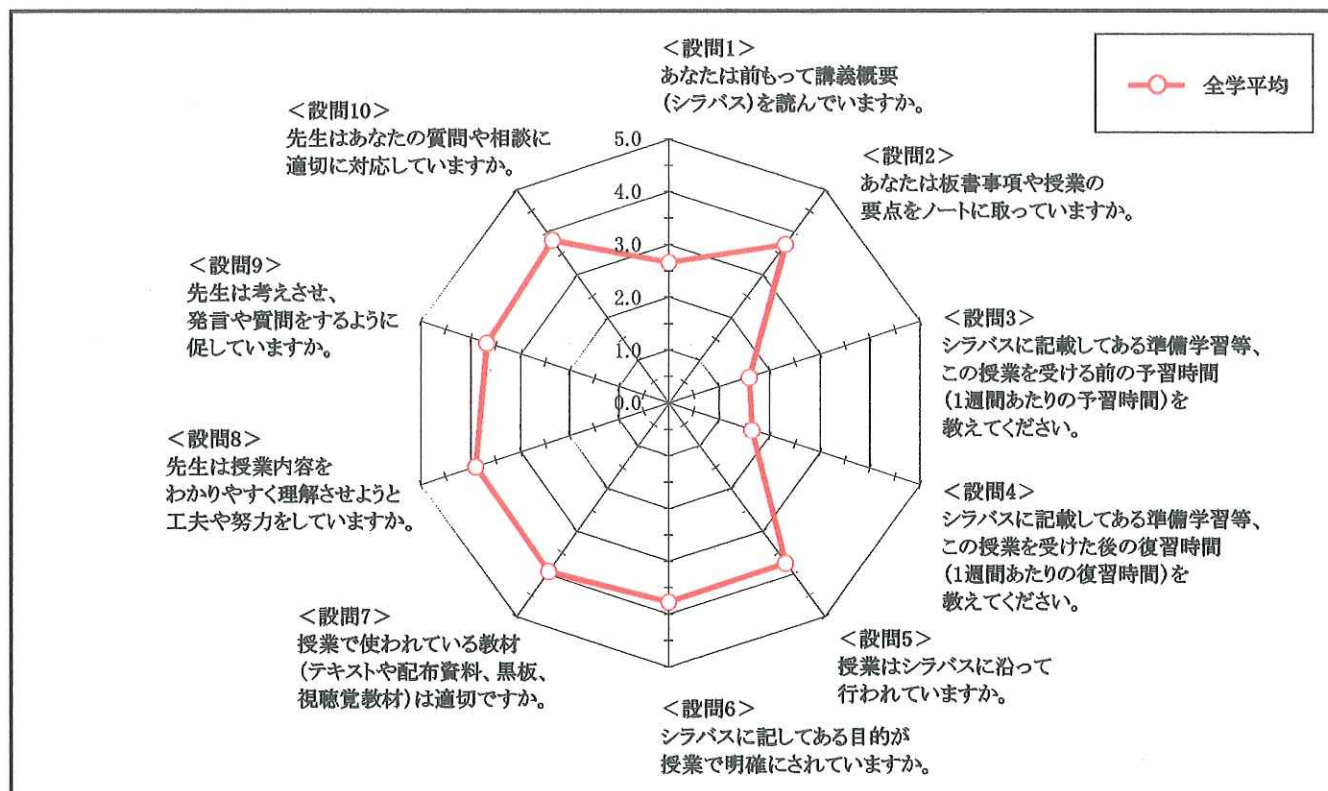 <設問1>
あなたは前もって講義概要
(シラバス)を読んでいますか。
全学平均
<設問10>
先生はあなたの質問や相談に
適切に対応していますか。
<設問2>
あなたは板書事項や授業の
要点をノートに取っていますか。
5.0
4.0
3.0
2.0
1.0
0.0
<設問9>
先生は考えさせ、
発言や質問をするように
促していますか。
<設問3>
シラバスに記載してある準備学習等、
この授業を受ける前の予習時間
(1週間あたりの予習時間)を
教えてください。
<設問8>
先生は授業内容を
わかりやすく理解させようと
工夫や努力をしていますか。
<設問4>
シラバスに記載してある準備学習等、
この授業を受けた後の復習時間
(1週間あたりの復習時間)を
教えてください。
<設問7>
授業で使われている教材
(テキストや配布資料、黒板、
視聴覚教材)は適切ですか。
<設問5>
授業はシラバスに沿って
行われていますか。
<設問6>
シラバスに記してある目的が
授業で明確にされていますか。